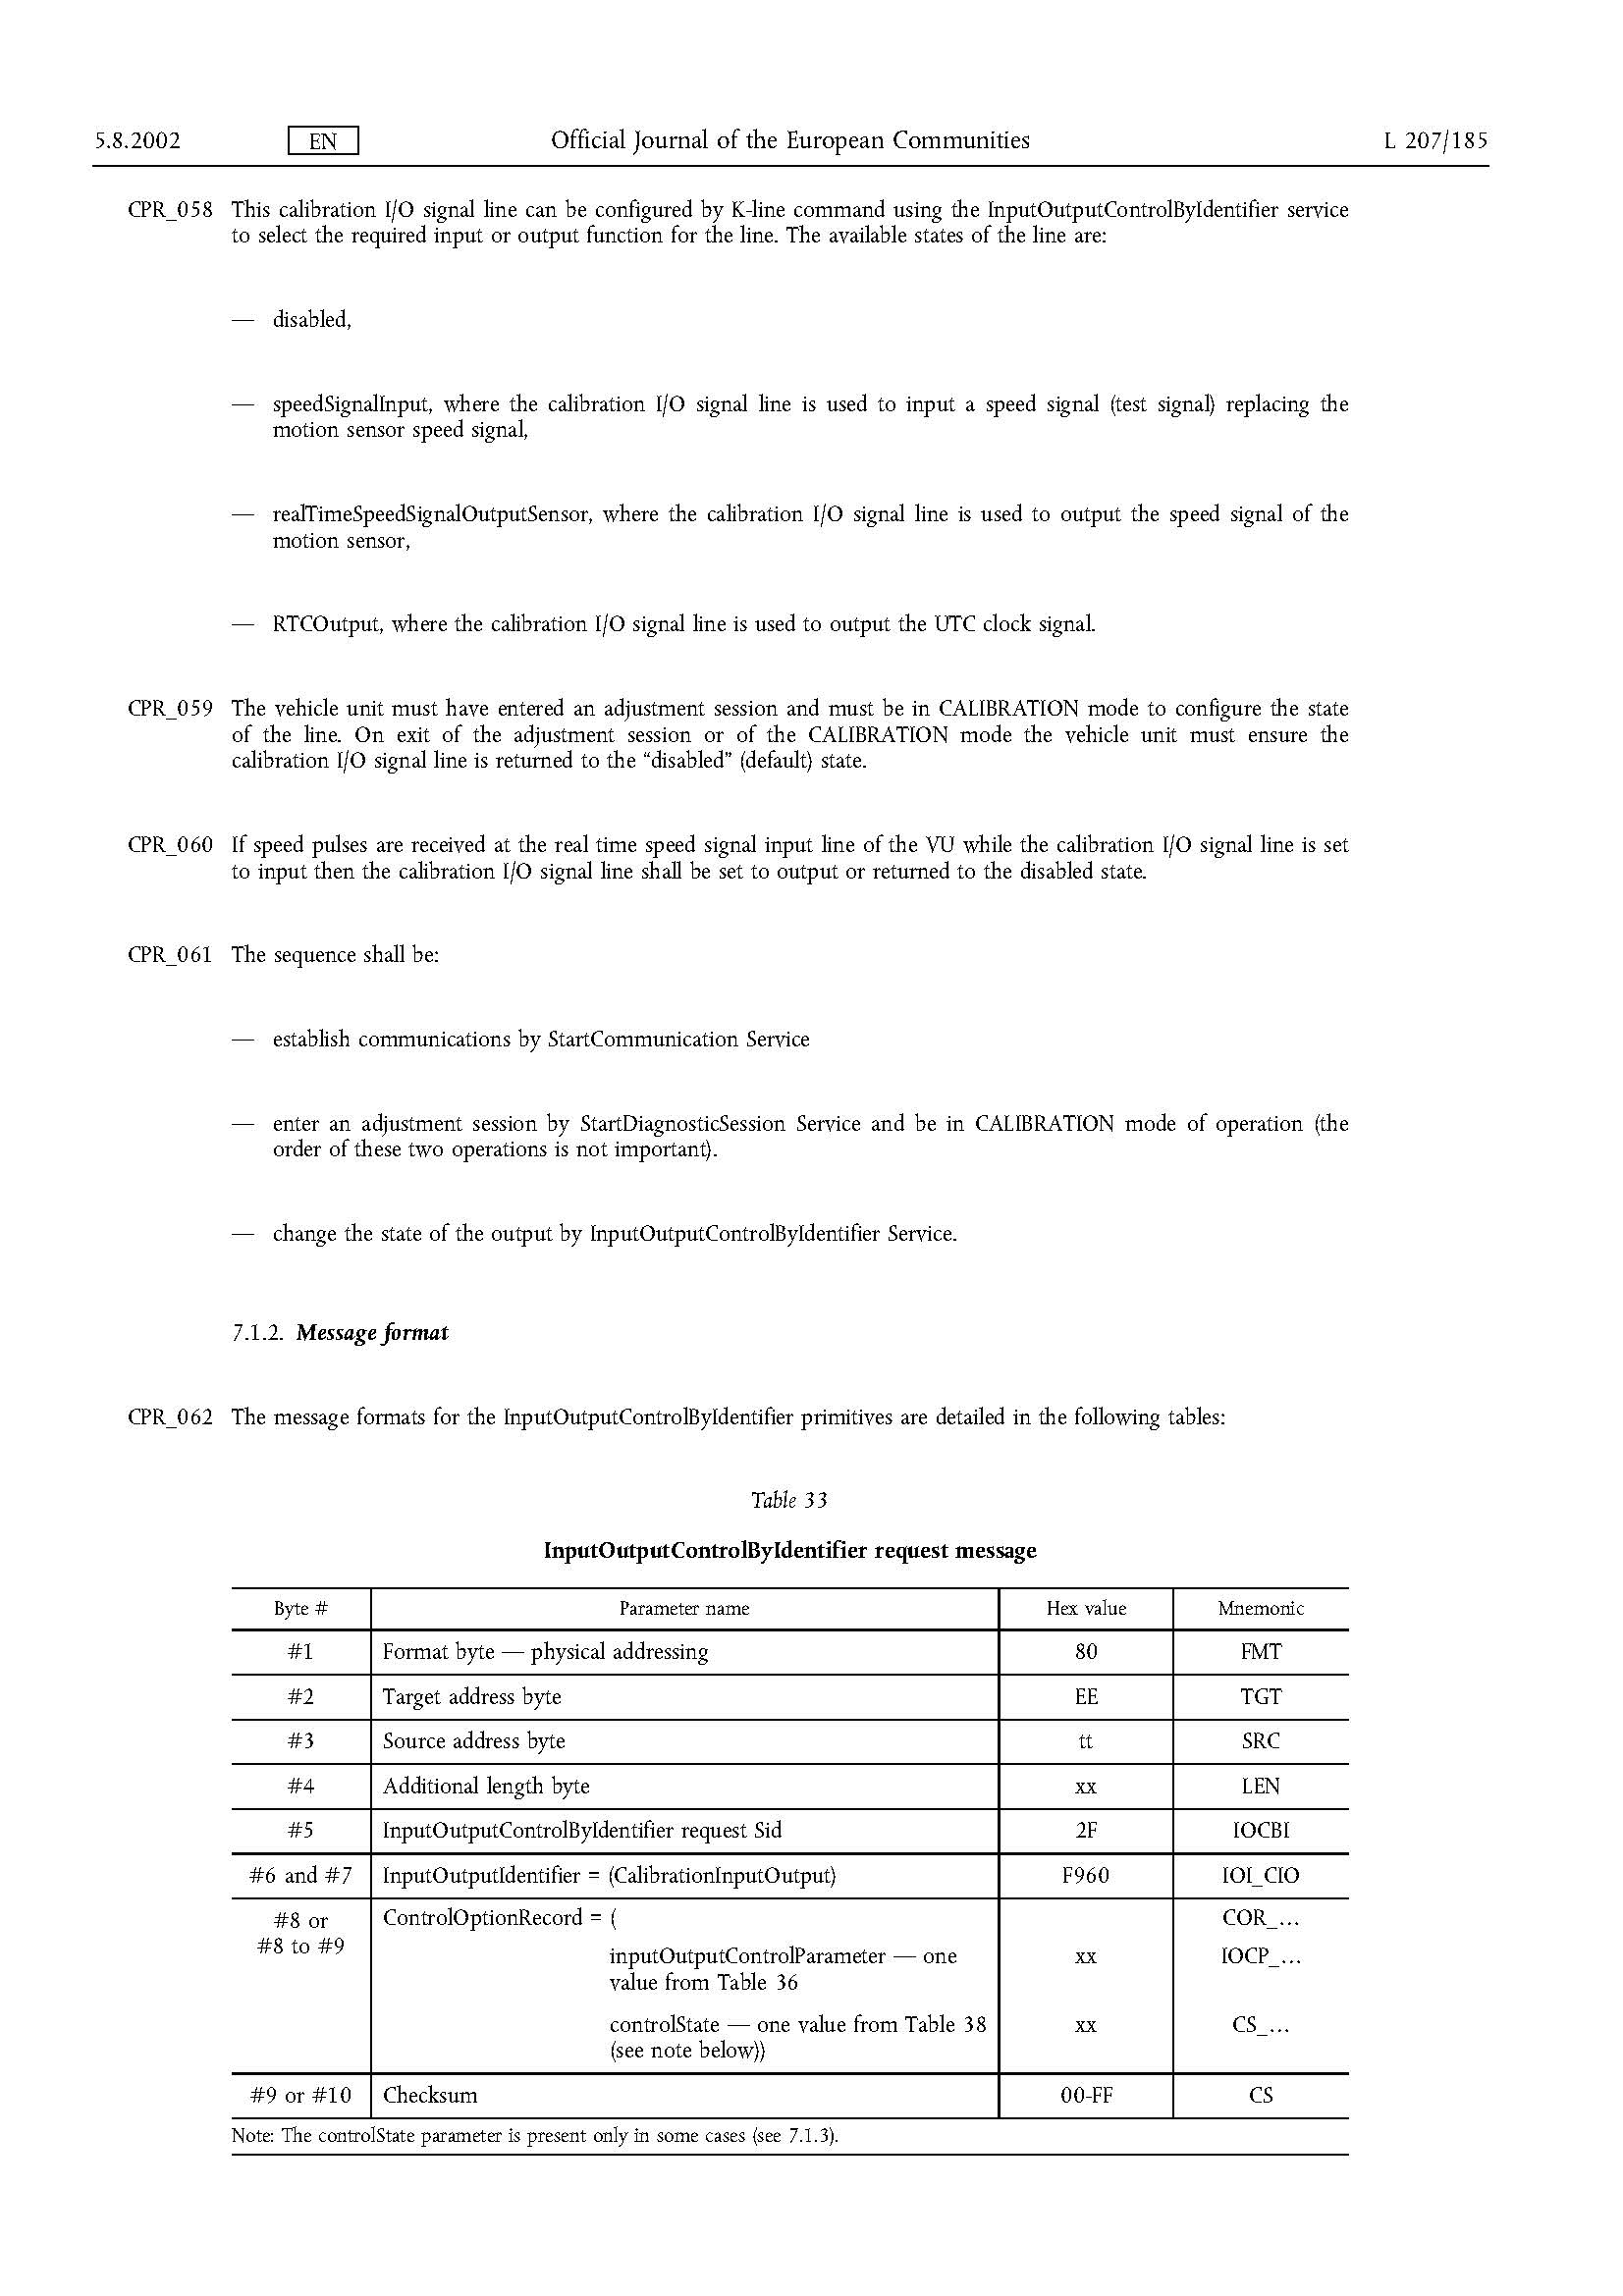 5.8.2002 EN Official Journal of the European Communities L 207/185
CPR_058 This calibration I/O signal line can be configured by K-line command using the InputOutputControlByIdentifier service
to select the required input or output function for the line. The available states of the line are:
— disabled,
— speedSignalInput, where the calibration I/O signal line is used to input a speed signal (test signal) replacing the
motion sensor speed signal,
— realTimeSpeedSignalOutputSensor, where the calibration I/O signal line is used to output the speed signal of the
motion sensor,
— RTCOutput, where the calibration I/O signal line is used to output the UTC clock signal.
CPR_059 The vehicle unit must have entered an adjustment session and must be in CALIBRATION mode to configure the state
of the line. On exit of the adjustment session or of the CALIBRATION mode the vehicle unit must ensure the
calibration I/O signal line is returned to the “disabled” (default) state.
CPR_060 If speed pulses are received at the real time speed signal input line of the VU while the calibration I/O signal line is set
to input then the calibration I/O signal line shall be set to output or returned to the disabled state.
CPR_061 The sequence shall be:
— establish communications by StartCommunication Service
— enter an adjustment session by StartDiagnosticSession Service and be in CALIBRATION mode of operation (the
order of these two operations is not important).
— change the state of the output by InputOutputControlByIdentifier Service.
7.1.2. Message format
CPR_062 The message formats for the InputOutputControlByIdentifier primitives are detailed in the following tables:
Table 33
InputOutputControlByIdentifier request message
Byte # Parameter name Hex value Mnemonic
#1 Format byte — physical addressing 80 FMT
#2 Target address byte EE TGT
#3 Source address byte tt SRC
#4 Additional length byte xx LEN
#5 InputOutputControlByIdentifier request Sid 2F IOCBI
#6 and #7 InputOutputIdentifier = (CalibrationInputOutput) F960 IOI_CIO
#8 or ControlOptionRecord = ( COR_…
#8 to #9
inputOutputControlParameter — one xx IOCP_…
value from Table 36
controlState — one value from Table 38 xx CS_…
(see note below))
#9 or #10 Checksum 00-FF CS
Note: The controlState parameter is present only in some cases (see 7.1.3).